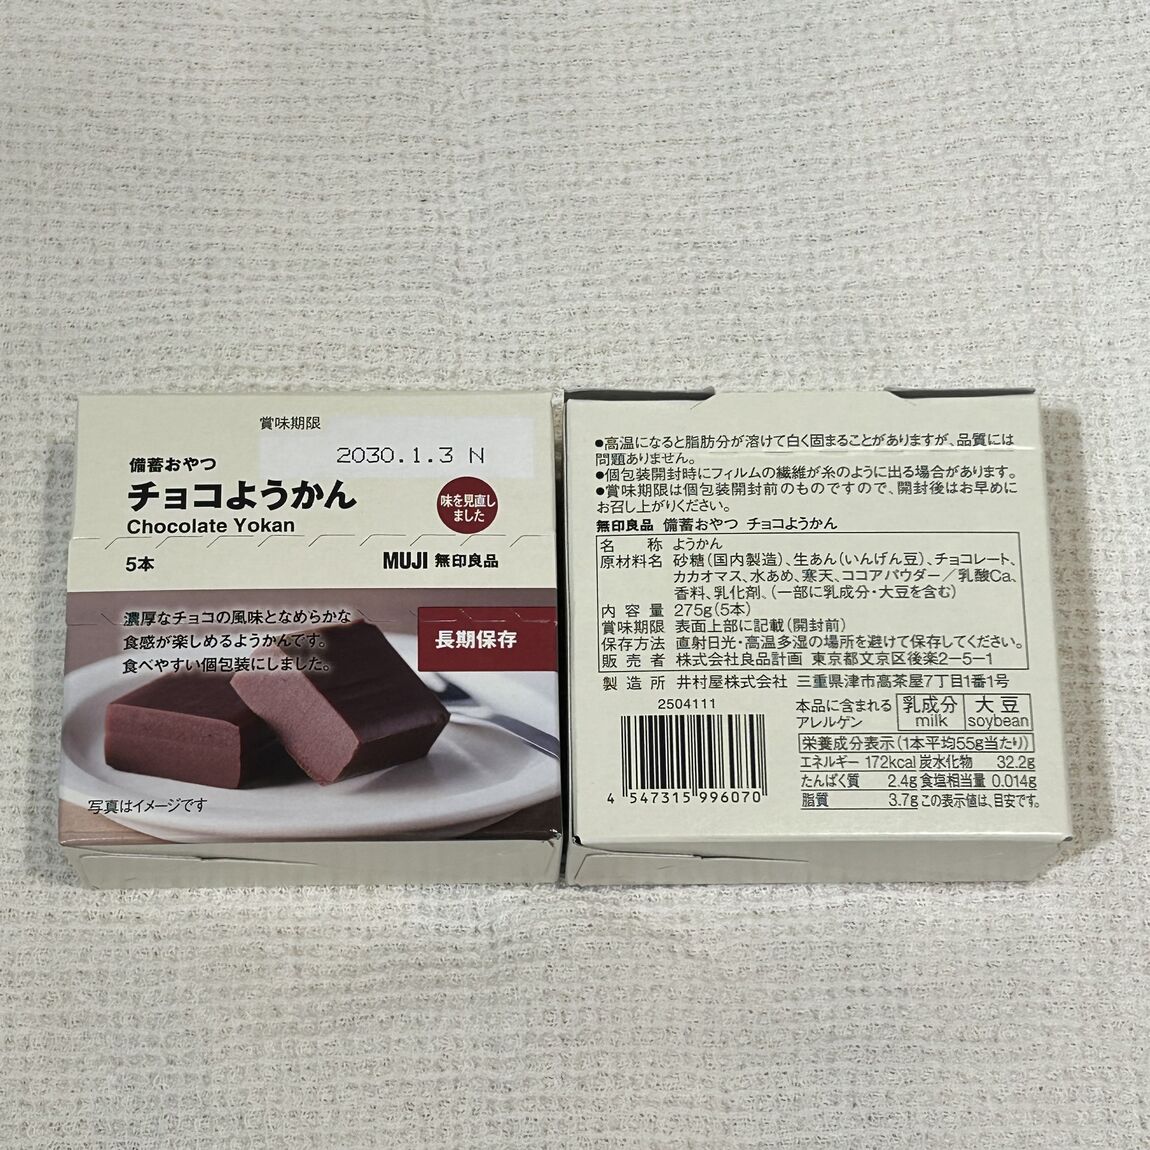 賞味期限
2030.1.3 N
備蓄おやつ
チョコようかん
Chocolate Yokan
味を見直し
ました
5本
MUJI 無印良品
濃厚なチョコの風味となめらかな
食感が楽しめるようかんです。
食べやすい個包装にしました。
長期保存
写真はイメージです
●高温になると脂肪分が溶けて白く固まることがありますが、品質には
問題ありません。
●個包装開封時にフィルムの繊維が糸のように出る場合があります。
●賞味期限は個包装開封前のものですので、開封後はお早めに
お召し上がりください。
無印良品 備蓄おやつ チョコようかん
名称 ようかん
原材料名 砂糖(国内製造)、生あん(いんげん豆)、チョコレート、
カカオマス、水あめ、寒天、ココアパウダー/乳酸Ca、
香料、乳化剤、(一部に乳成分・大豆を含む)
内容量 275g(5本)
賞味期限 表面上部に記載(開封前)
保存方法 直射日光・高温多湿の場所を避けて保存してください。
販売者 株式会社良品計画 東京都文京区後楽2-5-1
製造所 井村屋株式会社 三重県津市高茶屋7丁目1番1号
2504111
4 547315 996070
本品に含まれる
アレルゲン
乳成分
milk
大豆
soybean
栄養成分表示(1本平均55g当たり)
エネルギー 172kcal 炭水化物 32.2g
たんぱく質 2.4g 食塩相当量 0.014g
脂質 3.7g この表示値は、目安です。